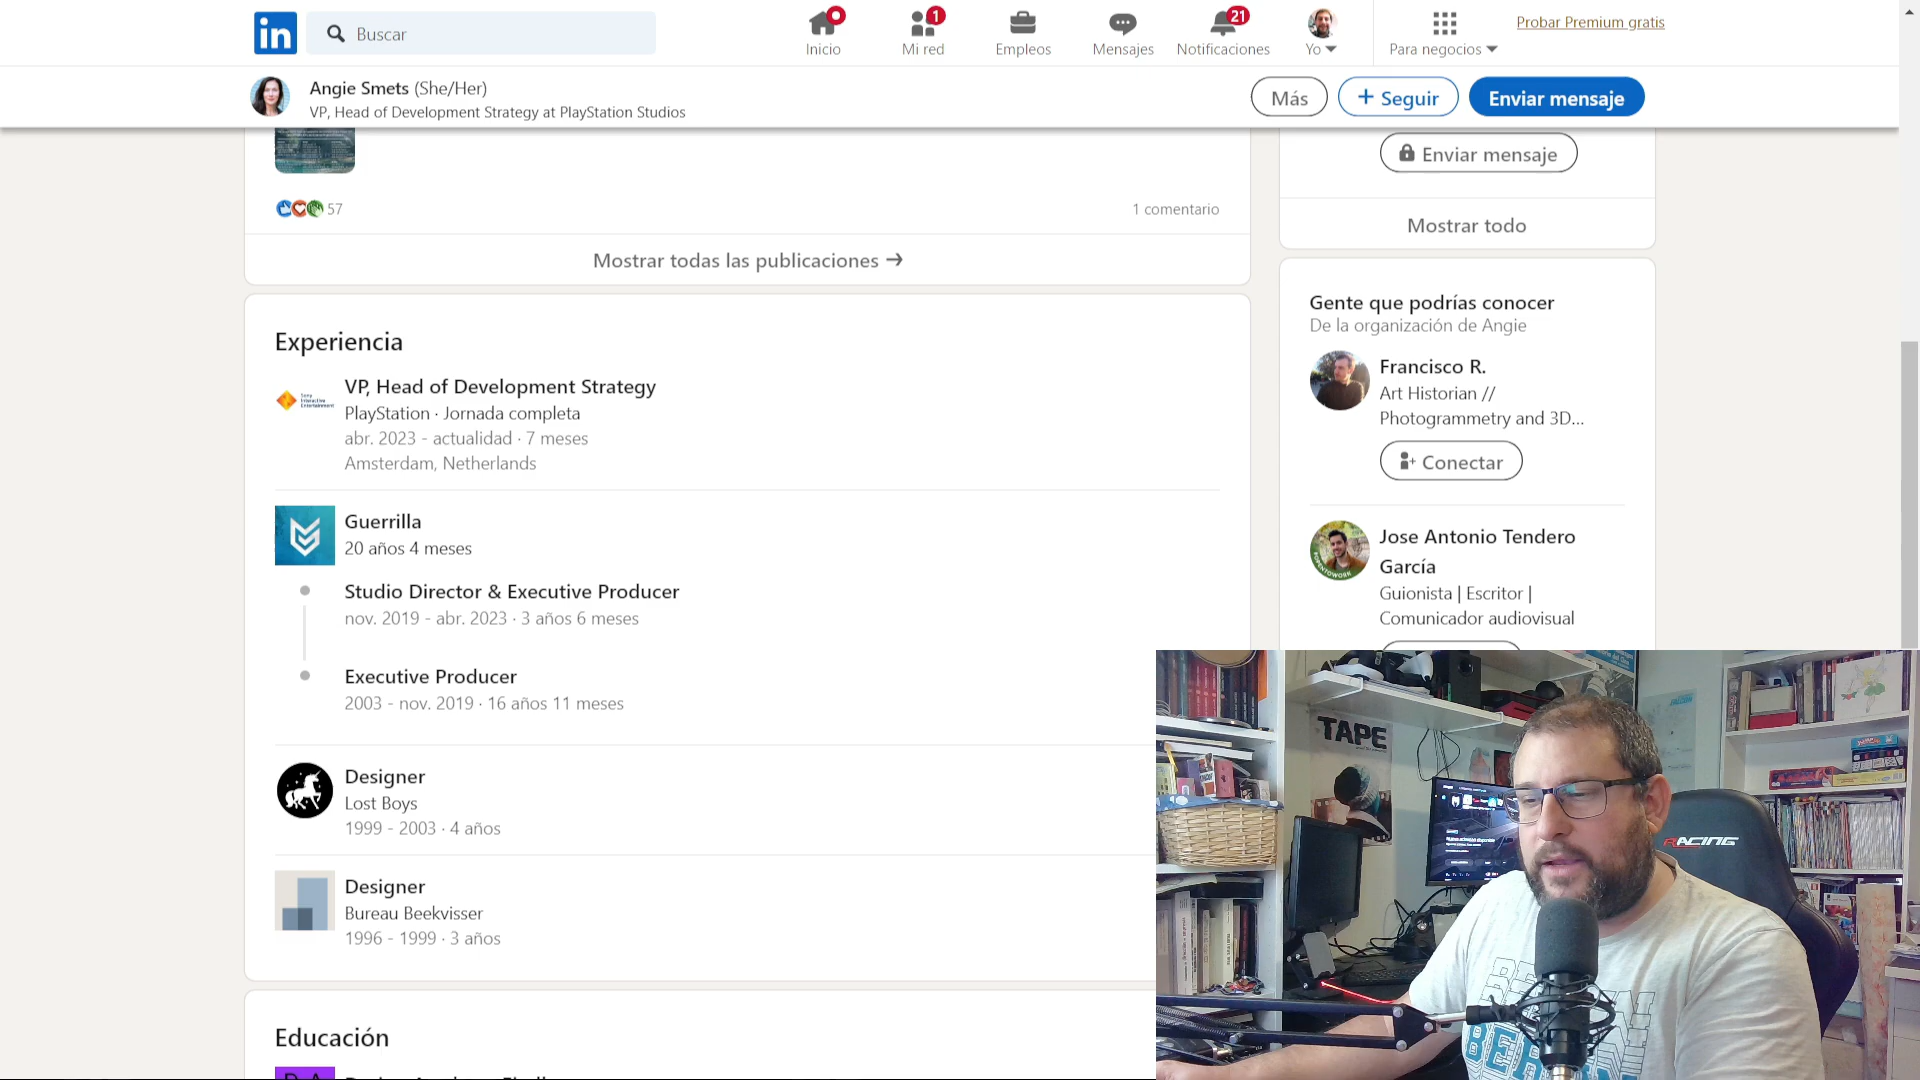 Buscar
Inicio
1
Mi red
Empleos
Mensajes
21
Notificaciones
Yo
Para negocios
Probar Premium gratis
Angie Smets (She/Her)
VP, Head of Development Strategy at PlayStation Studios
Más
+ Seguir
Enviar mensaje
57
1 comentario
Mostrar todas las publicaciones →
Enviar mensaje
Mostrar todo
Experiencia
VP, Head of Development Strategy
PlayStation · Jornada completa
abr. 2023 - actualidad · 7 meses
Amsterdam, Netherlands
Guerrilla
20 años 4 meses
Studio Director & Executive Producer
nov. 2019 - abr. 2023 · 3 años 6 meses
Executive Producer
2003 - nov. 2019 · 16 años 11 meses
Designer
Lost Boys
1999 - 2003 · 4 años
Designer
Bureau Beekvisser
1996 - 1999 · 3 años
Educación
Gente que podrías conocer
De la organización de Angie
Francisco R.
Art Historian //
Photogrammetry and 3D...
Conectar
Jose Antonio Tendero
García
Guionista | Escritor |
Comunicador audiovisual
TAPE
RACING